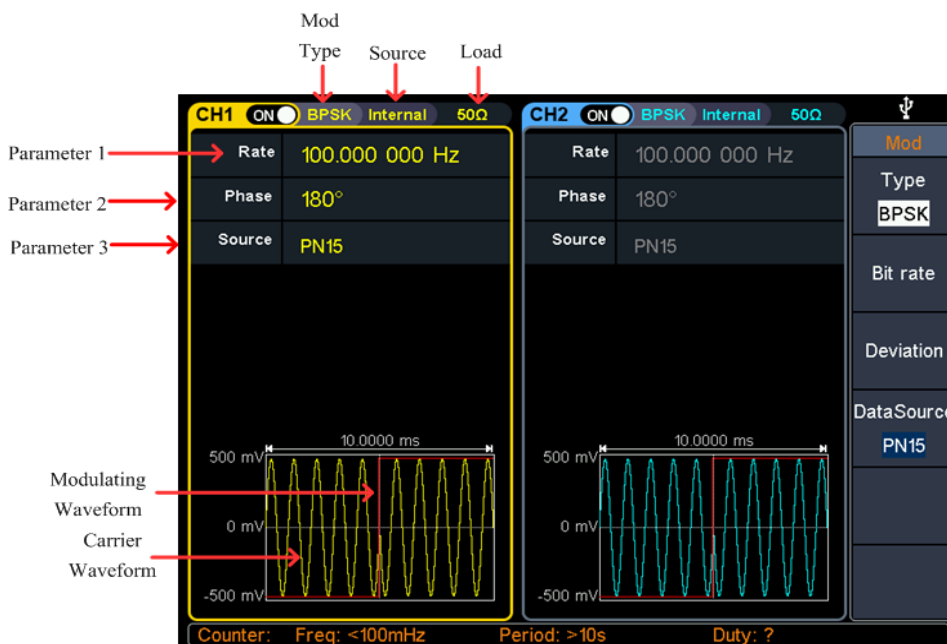 Mod
Type
Source
Load
CH1 ON BPSK Internal 50Ω
CH2 ON BPSK Internal 50Ω
Mod
Parameter 1
Rate 100.000 000 Hz
Rate 100.000 000 Hz
Type
BPSK
Parameter 2
Phase 180°
Phase 180°
Parameter 3
Source PN15
Source PN15
Bit rate
Deviation
DataSource
PN15
10.0000 ms
10.0000 ms
500 mV
500 mV
Modulating
Waveform
0 mV
0 mV
Carrier
Waveform
-500 mV
-500 mV
Counter: Freq: <100mHz Period: >10s Duty: ?